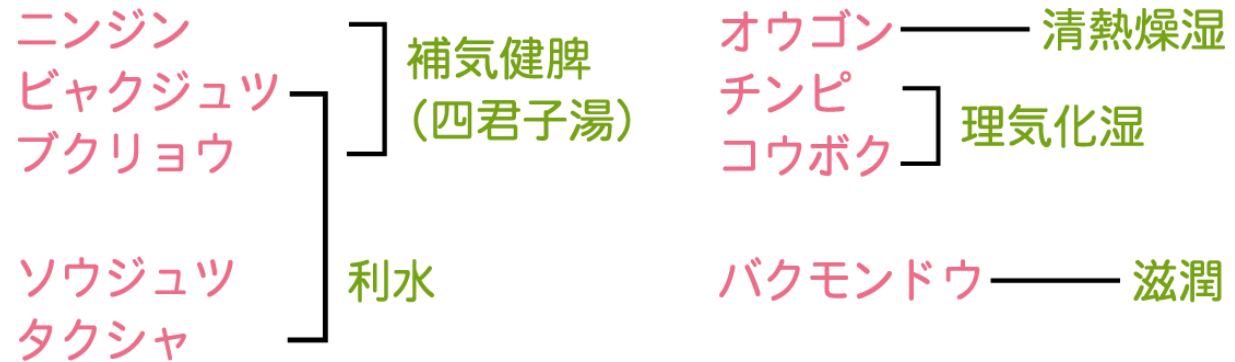 ニンジン
ビャクジュツ
ブクリョウ
補気健脾
（四君子湯）
ソウジュツ
タクシャ
利水
オウゴン
清熱燥湿
チンピ
コウボク
理気化湿
バクモンドウ
滋潤